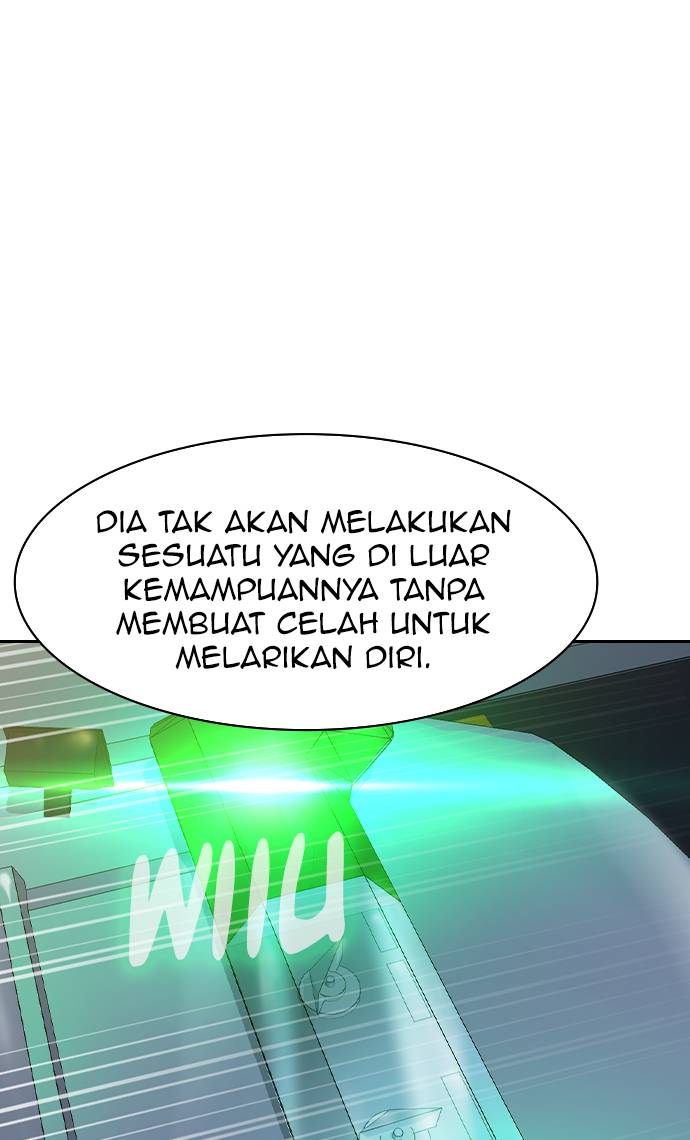 DIA TAK AKAN MELAKUKAN
SESUATU YANG DI LUAR
KEMAMPUANNYA TANPA
MEMBUAT CELAH UNTUK
MELARIKAN DIRI.
WIIU